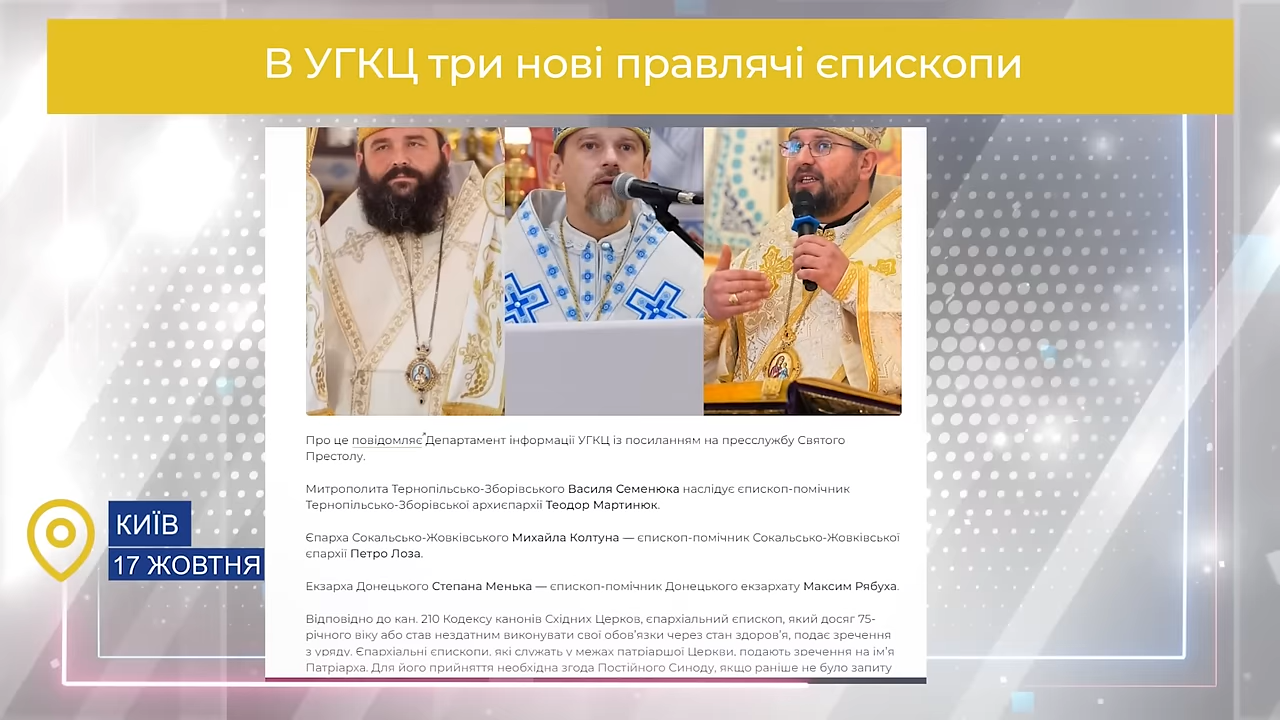 В УГКЦ три нові правлячі єпископи
Про це повідомляє Департамент інформації УГКЦ із посиланням на пресслужбу Святого
Престолу.
Митрополита Тернопільсько-Зборівського Василя Семенюка наслідує єпископ-помічник
Тернопільсько-Зборівської архиєпархії Теодор Мартинюк.
Єпарха Сокальсько-Жовківського Михайла Колтуна — єпископ-помічник Сокальсько-Жовківської
єпархії Петро Лоза.
Екзарха Донецького Степана Менька — єпископ-помічник Донецького екзархату Максим Рябуха.
Відповідно до кан. 210 Кодексу канонів Східних Церков, єпархіальний єпископ, який досяг 75-
річного віку або став нездатним виконувати свої обов’язки через стан здоров’я, подає зречення
з уряду. Єпархіальні єпископи, які служать у межах патріаршої Церкви, подають зречення на ім’я
Патріарха. Для його прийняття необхідна згода Постійного Синоду, якщо раніше не було запиту
КИЇВ
17 ЖОВТНЯ